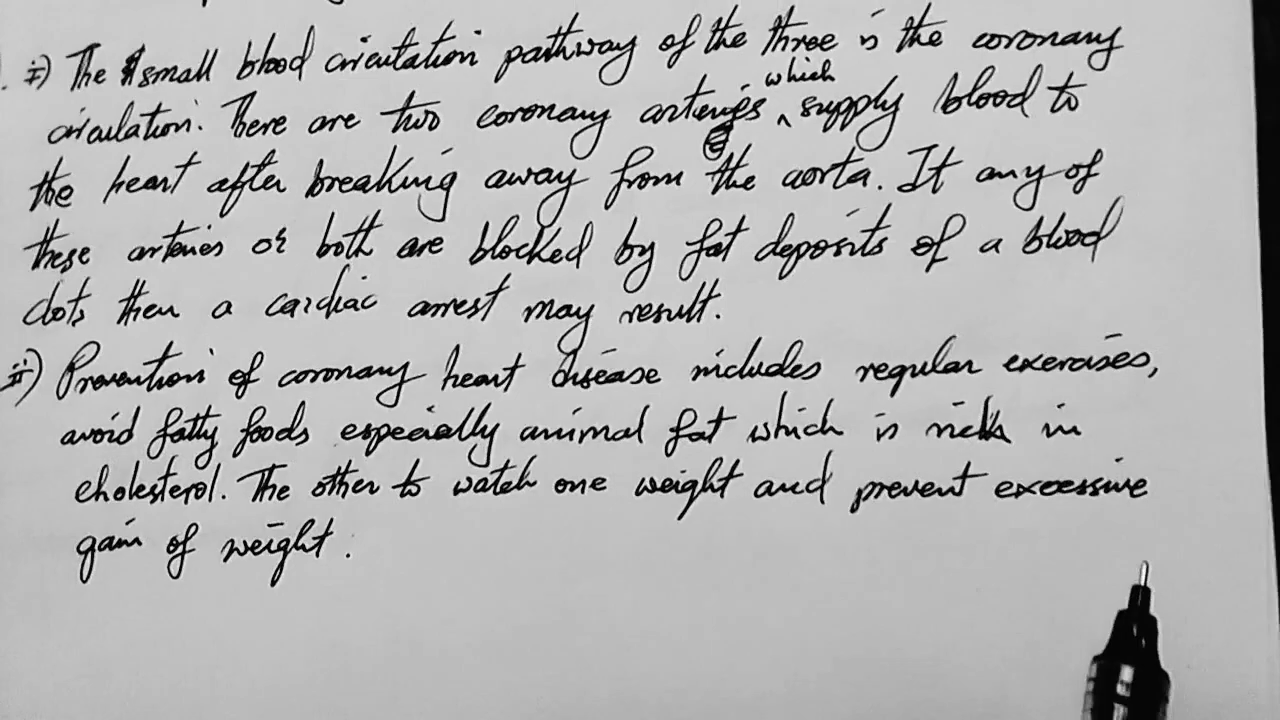 i) The small blood circulation pathway of the three is the coronary
circulation. There are two coronary arteries which supply blood to
the heart after breaking away from the aorta. If any of
these arteries or both are blocked by fat deposits of a blood
clots then a cardiac arrest may result.
ii) Prevention of coronary heart disease includes regular exercises,
avoid fatty foods especially animal fat which is rich in
cholesterol. The other to watch one weight and prevent excessive
gain of weight.